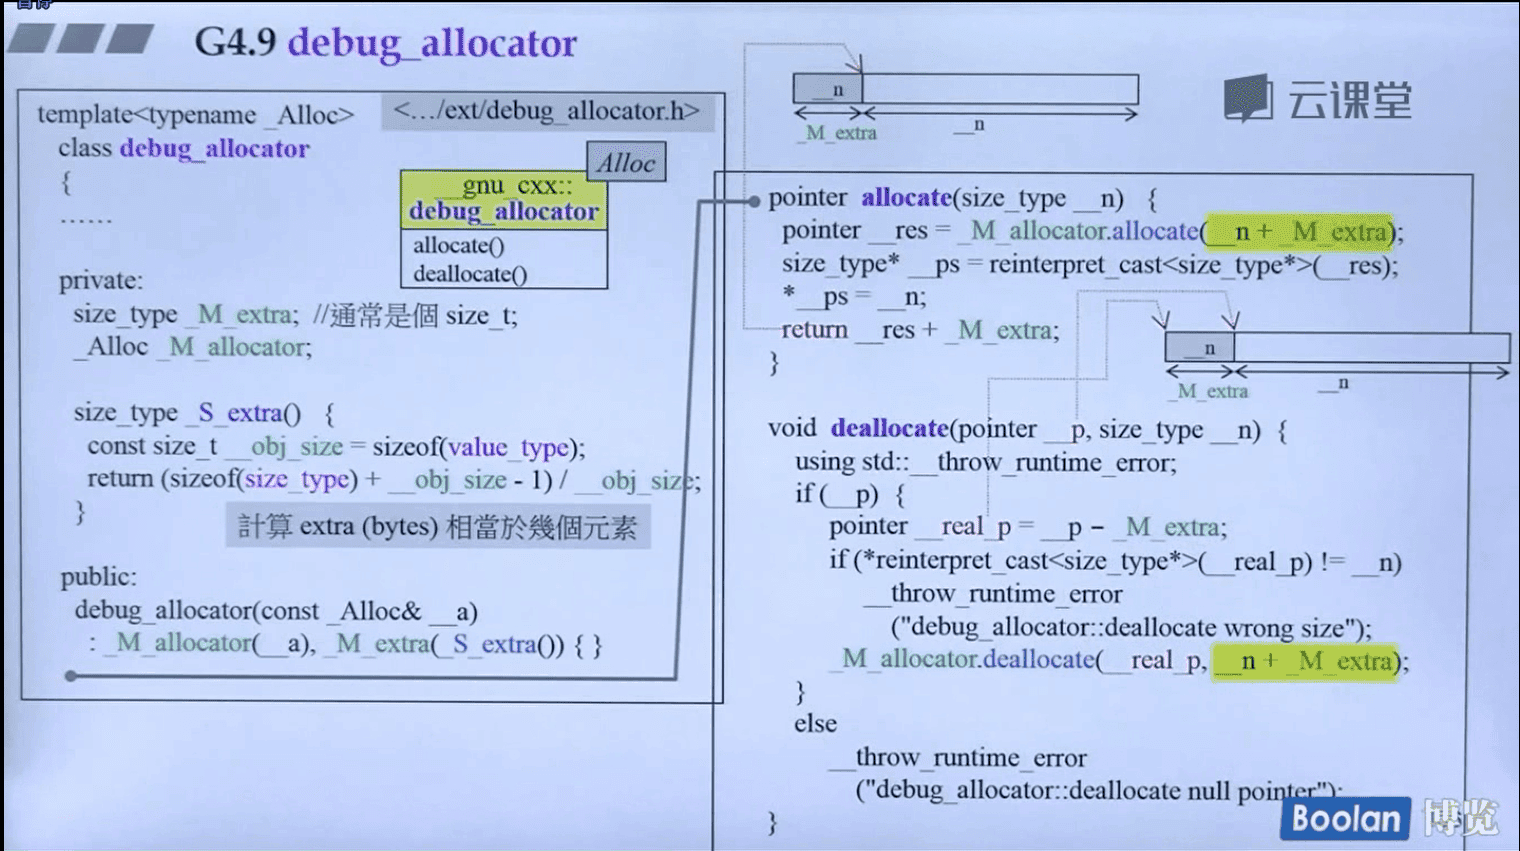 暂停
G4.9 debug_allocator
云课堂
<.../ext/debug_allocator.h>
template<typename _Alloc>
class debug_allocator
{
......
Alloc
__gnu_cxx::
debug_allocator
allocate()
deallocate()
private:
size_type _M_extra; //通常是個 size_t;
_Alloc _M_allocator;
size_type _S_extra() {
const size_t __obj_size = sizeof(value_type);
return (sizeof(size_type) + __obj_size - 1) / __obj_size;
}
計算 extra (bytes) 相當於幾個元素
public:
debug_allocator(const _Alloc& __a)
: _M_allocator(__a), _M_extra(_S_extra()) { }
__n
_M_extra
__n
pointer allocate(size_type __n) {
pointer __res = _M_allocator.allocate(__n + _M_extra);
size_type* __ps = reinterpret_cast<size_type*>(__res);
*__ps = __n;
return __res + _M_extra;
}
__n
_M_extra
__n
void deallocate(pointer __p, size_type __n) {
using std::__throw_runtime_error;
if (__p) {
pointer __real_p = __p - _M_extra;
if (*reinterpret_cast<size_type*>(__real_p) != __n)
__throw_runtime_error
("debug_allocator::deallocate wrong size");
_M_allocator.deallocate(__real_p, __n + _M_extra);
}
else
__throw_runtime_error
("debug_allocator::deallocate null pointer");
}
Boolan 博览